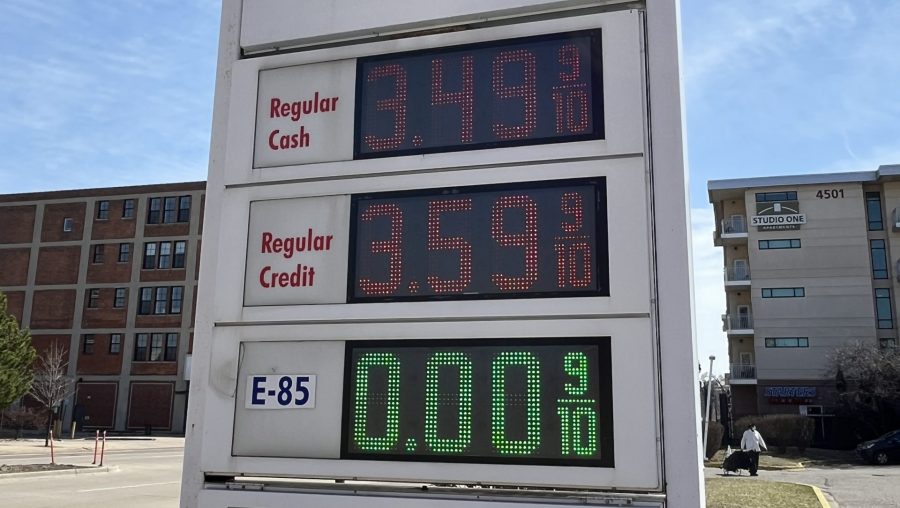 Regular
Cash
3.49 9/10
Regular
Credit
3.59 9/10
E-85
0.00 9/10
4501
STUDIO ONE
APARTMENTS